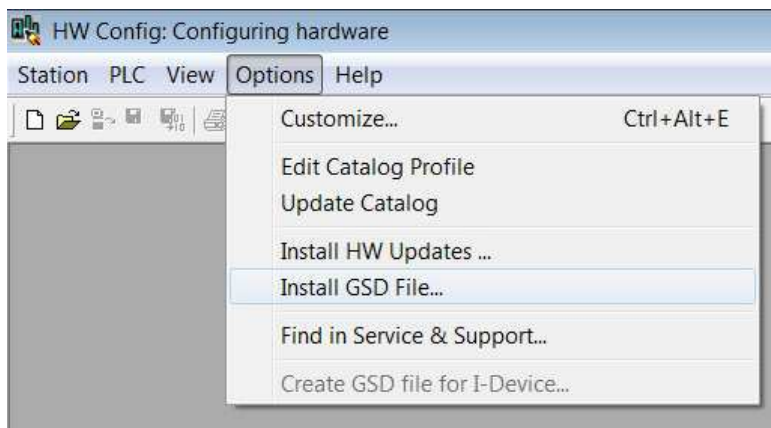 HW Config: Configuring hardware
Station PLC View Options Help
Customize... Ctrl+Alt+E
Edit Catalog Profile
Update Catalog
Install HW Updates ...
Install GSD File...
Find in Service & Support...
Create GSD file for I-Device...